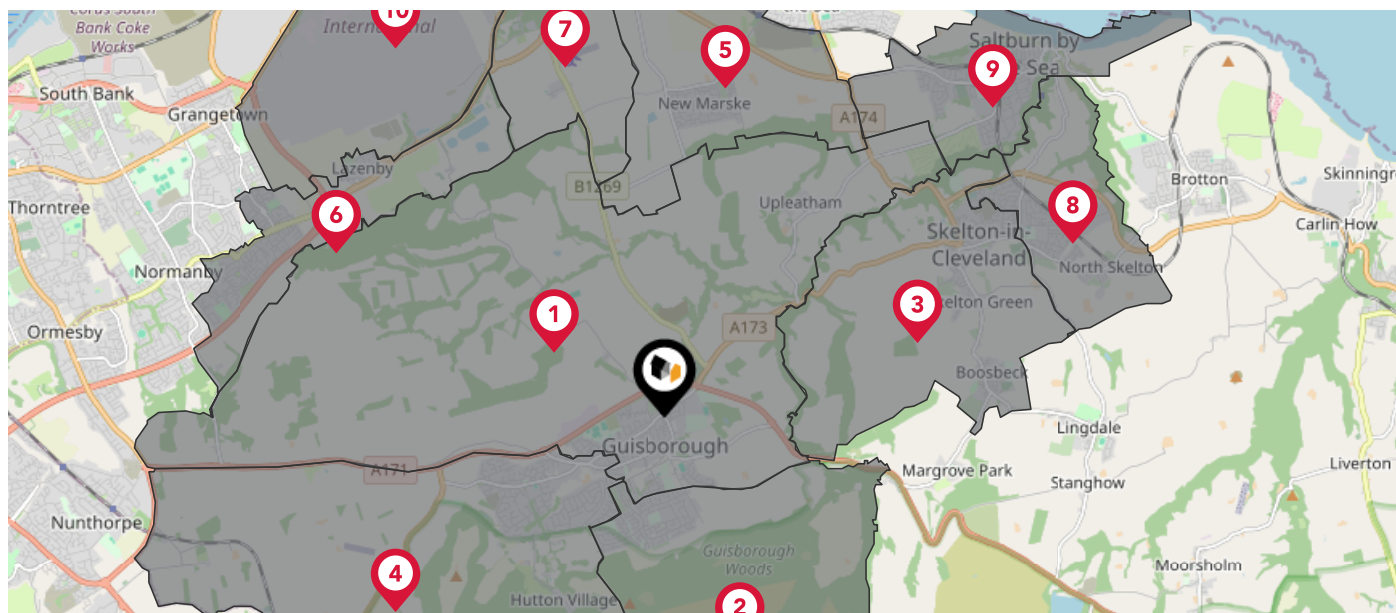 10
International
Bank Coke
Works
7
5
Saltburn by
the Sea
9
South Bank
Grangetown
New Marske
A174
Lazenby
B1269
Brotton
Skinningr
Thorntree
6
Upleatham
8
Carlin How
Skelton-in-
Cleveland
Normanby
North Skelton
1
3
kelton Green
Ormesby
A173
Boosbeck
Guisborough
Lingdale
A171
Margrove Park
Liverton
Stanghow
Nunthorpe
Guisborough
Woods
Moorsholm
4
Hutton Village
2